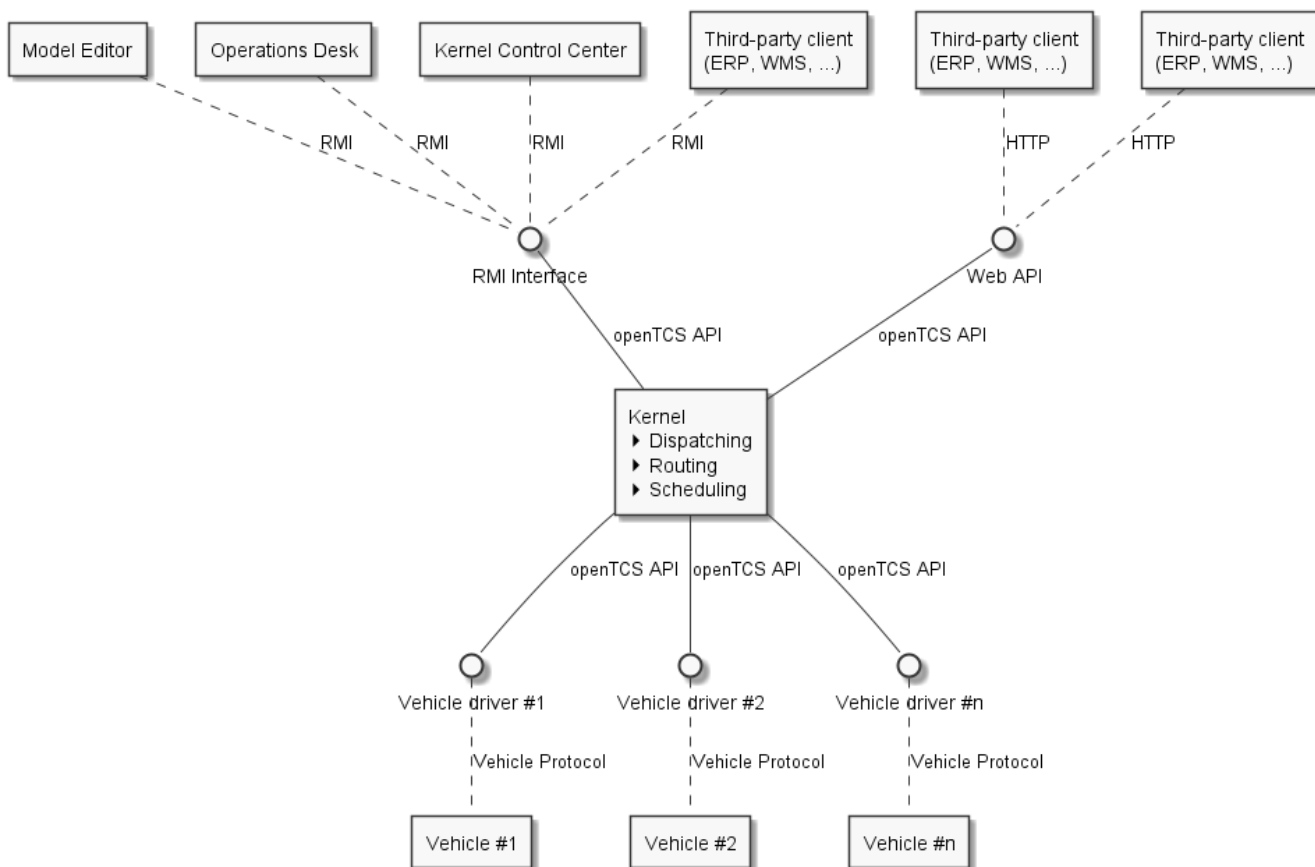 Model Editor
Operations Desk
Kernel Control Center
Third-party client
(ERP, WMS, ...)
Third-party client
(ERP, WMS, ...)
Third-party client
(ERP, WMS, ...)
RMI
RMI
RMI
RMI
HTTP
HTTP
RMI Interface
Web API
openTCS API
openTCS API
Kernel
Dispatching
Routing
Scheduling
openTCS API
openTCS API
openTCS API
Vehicle driver #1
Vehicle driver #2
Vehicle driver #n
Vehicle Protocol
Vehicle Protocol
Vehicle Protocol
Vehicle #1
Vehicle #2
Vehicle #n